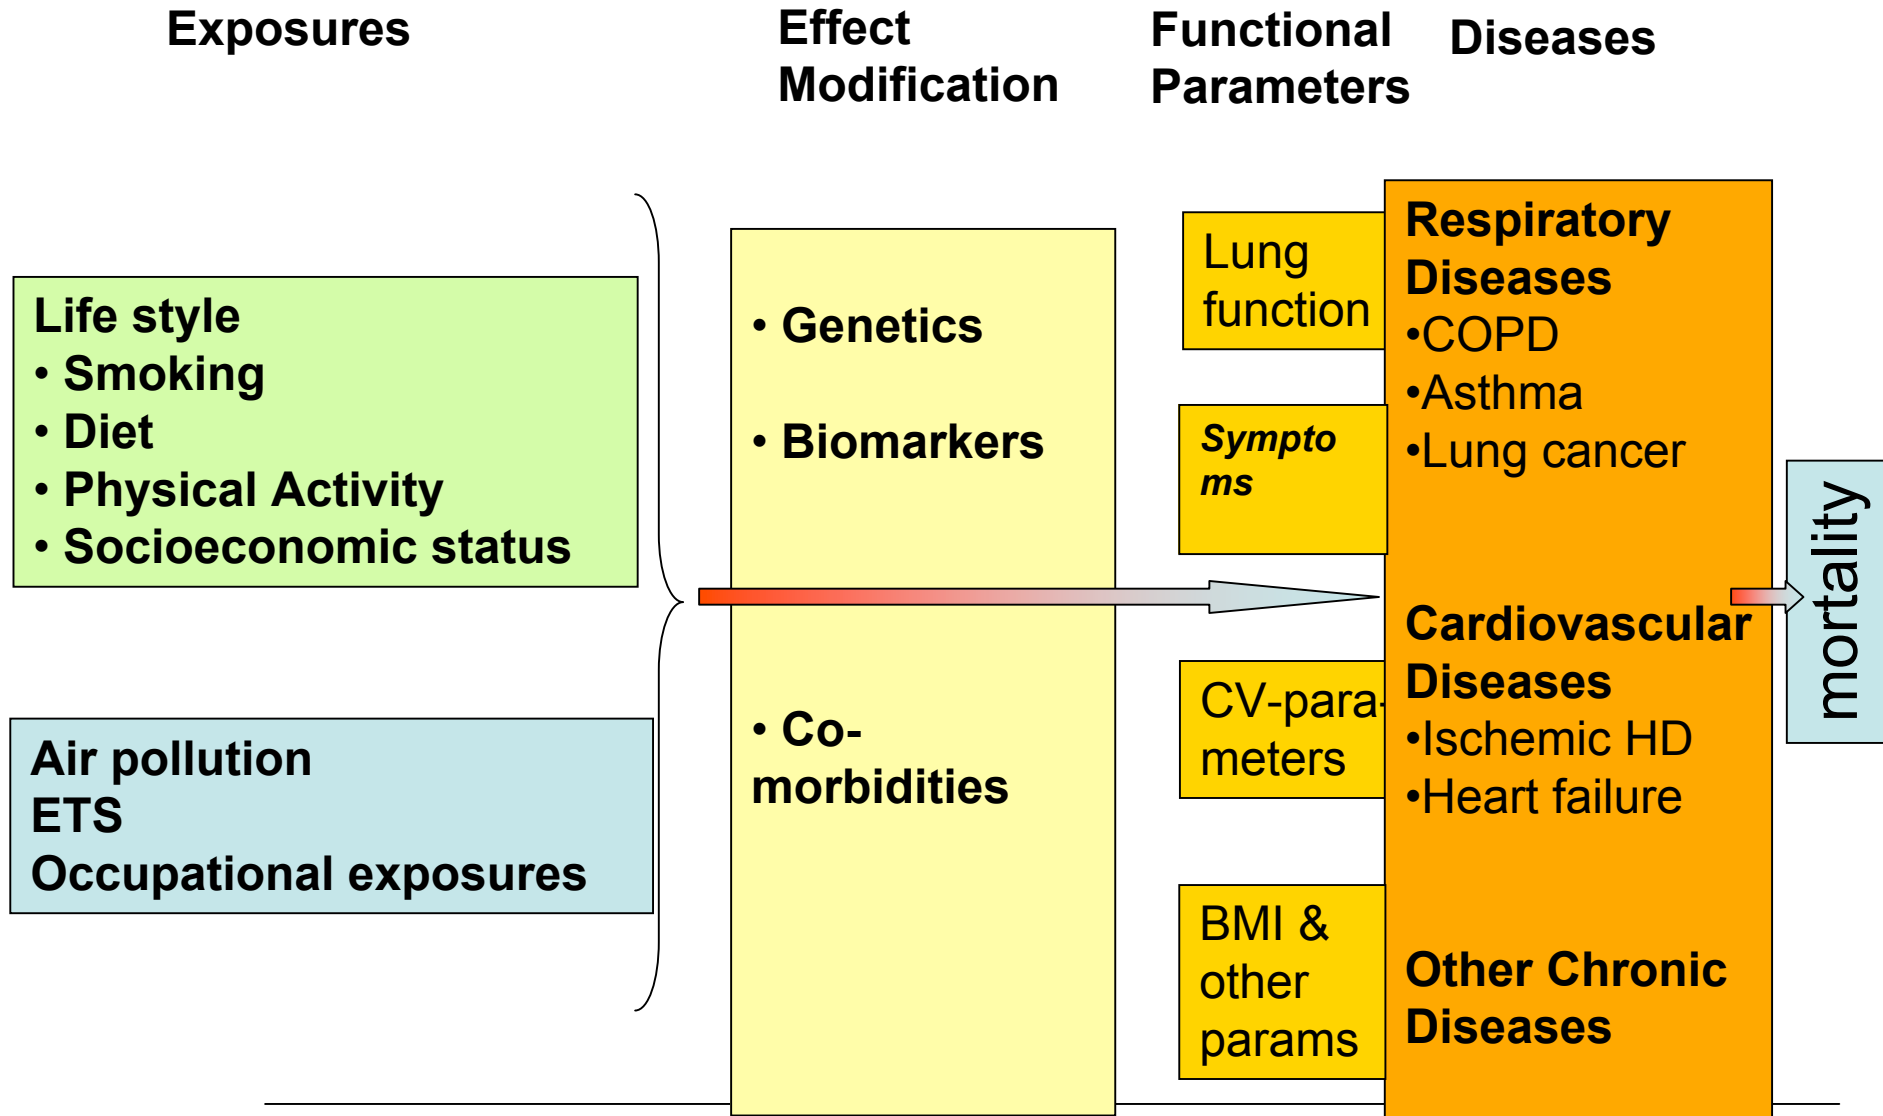 Exposures
Effect
Modification
Functional
Parameters
Diseases
Life style
• Smoking
• Diet
• Physical Activity
• Socioeconomic status
Air pollution
ETS
Occupational exposures
• Genetics
• Biomarkers
• Co-
morbidities
Lung
function
Sympto
ms
CV-para-
meters
BMI &
other
params
Respiratory
Diseases
•COPD
•Asthma
•Lung cancer
Cardiovascular
Diseases
•Ischemic HD
•Heart failure
Other Chronic
Diseases
mortality